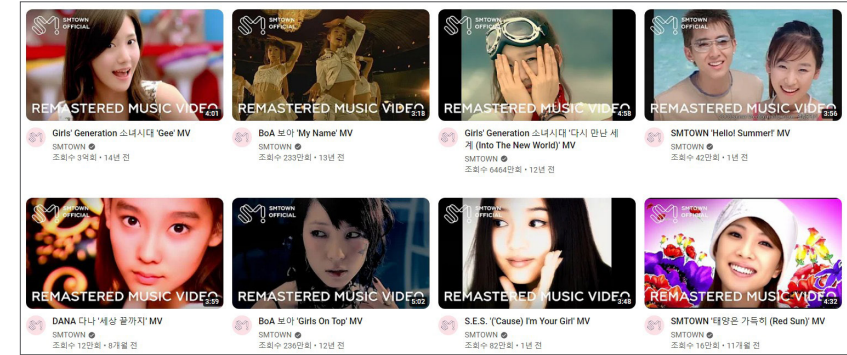 SMTOWN
OFFICIAL
REMASTERED MUSIC VIDEO
4:01
Girls' Generation 소녀시대 'Gee' MV
SMTOWN
조회수 3억회 • 14년 전
SMTOWN
OFFICIAL
REMASTERED MUSIC VIDEO
3:18
BoA 보아 'My Name' MV
SMTOWN
조회수 233만회 • 13년 전
SMTOWN
OFFICIAL
REMASTERED MUSIC VIDEO
4:58
Girls' Generation 소녀시대 '다시 만난 세
계 (Into The New World)' MV
SMTOWN
조회수 6464만회 • 12년 전
SMTOWN
OFFICIAL
REMASTERED MUSIC VIDEO
3:56
SMTOWN 'Hello! Summer!' MV
SMTOWN
조회수 42만회 • 1년 전
SMTOWN
OFFICIAL
REMASTERED MUSIC VIDEO
3:59
DANA 다나 '세상 끝까지' MV
SMTOWN
조회수 12만회 • 8개월 전
SMTOWN
OFFICIAL
REMASTERED MUSIC VIDEO
5:02
BoA 보아 'Girls On Top' MV
SMTOWN
조회수 236만회 • 12년 전
SMTOWN
OFFICIAL
REMASTERED MUSIC VIDEO
3:48
S.E.S. '('Cause) I'm Your Girl' MV
SMTOWN
조회수 82만회 • 1년 전
SMTOWN
OFFICIAL
REMASTERED MUSIC VIDEO
4:32
SMTOWN '태양은 가득히 (Red Sun)' MV
SMTOWN
조회수 16만회 • 11개월 전